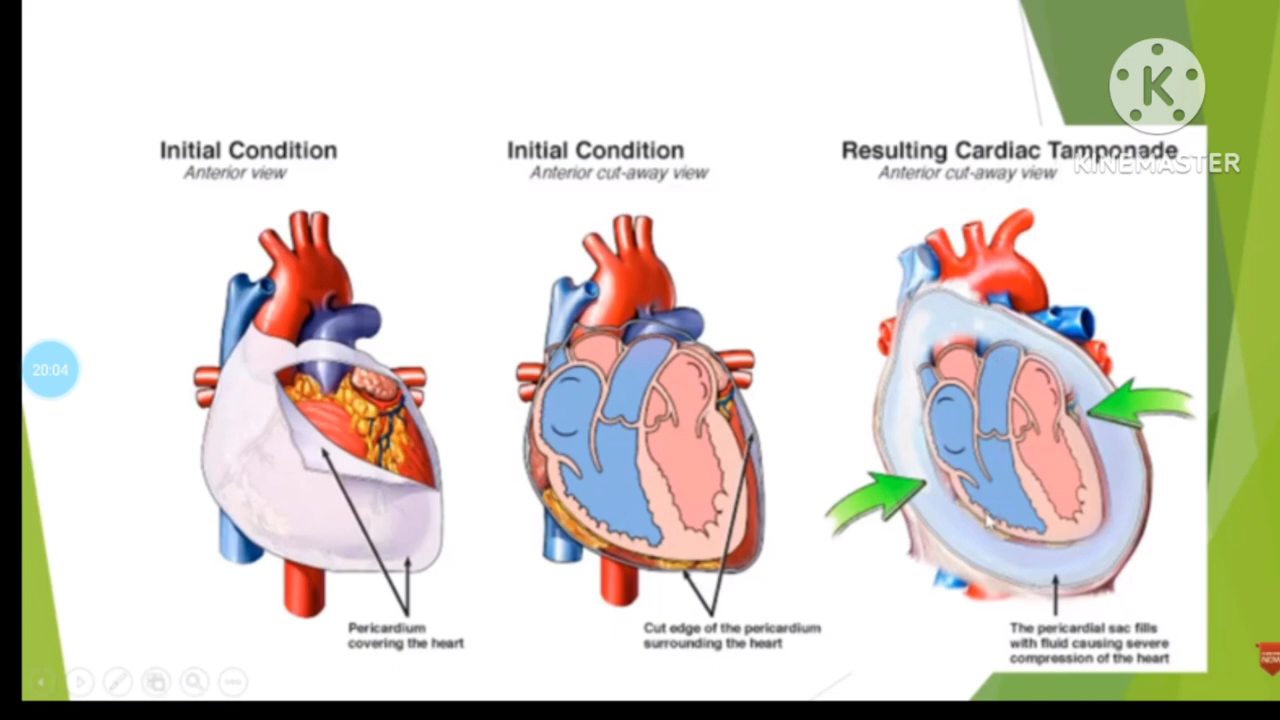 Initial Condition
Anterior view
Initial Condition
Anterior cut-away view
Resulting Cardiac Tamponade
Anterior cut-away view
K
KINEMASTER
20:04
Pericardium
covering the heart
Cut edge of the pericardium
surrounding the heart
The pericardial sac fills
with fluid causing severe
compression of the heart